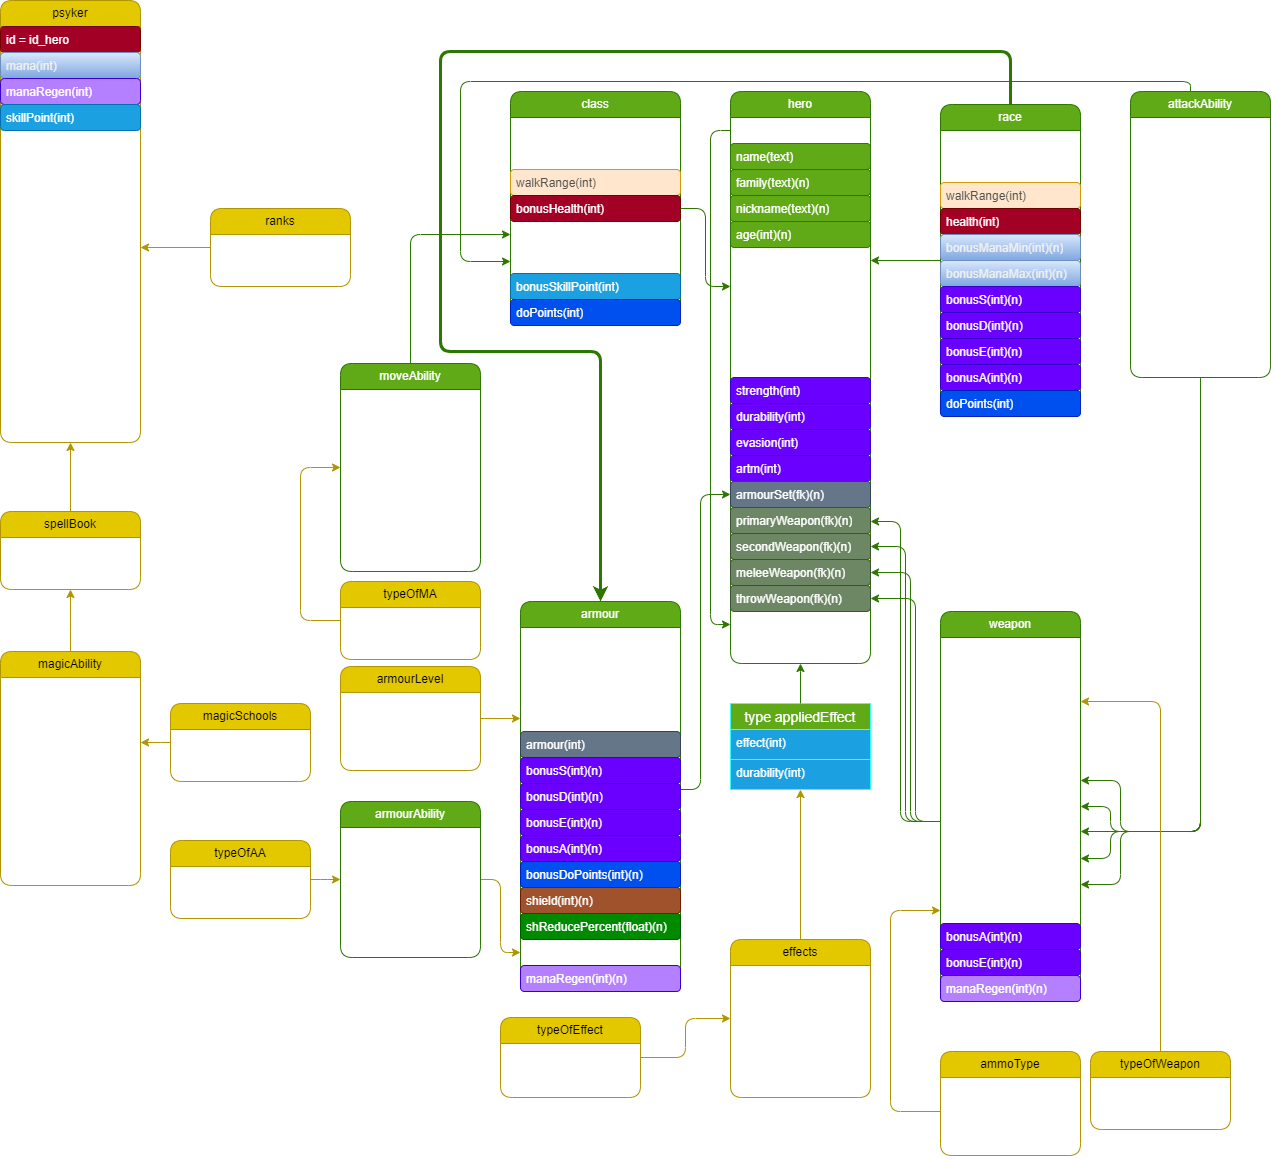 psyker
id = id_hero
mana(int)
manaRegen(int)
skillPoint(int)
ranks
spellBook
magicAbility
magicSchools
typeOfAA
moveAbility
typeOfMA
armourLevel
armourAbility
class
walkRange(int)
bonusHealth(int)
bonusSkillPoint(int)
doPoints(int)
armour
armour(int)
bonusS(int)(n)
bonusD(int)(n)
bonusE(int)(n)
bonusA(int)(n)
bonusDoPoints(int)(n)
shield(int)(n)
shReducePercent(float)(n)
manaRegen(int)(n)
typeOfEffect
hero
name(text)
family(text)(n)
nickname(text)(n)
age(int)(n)
strength(int)
durability(int)
evasion(int)
artm(int)
armourSet(fk)(n)
primaryWeapon(fk)(n)
secondWeapon(fk)(n)
meleeWeapon(fk)(n)
throwWeapon(fk)(n)
type appliedEffect
effect(int)
durability(int)
effects
race
walkRange(int)
health(int)
bonusManaMin(int)(n)
bonusManaMax(int)(n)
bonusS(int)(n)
bonusD(int)(n)
bonusE(int)(n)
bonusA(int)(n)
doPoints(int)
attackAbility
weapon
bonusA(int)(n)
bonusE(int)(n)
manaRegen(int)(n)
ammoType
typeOfWeapon